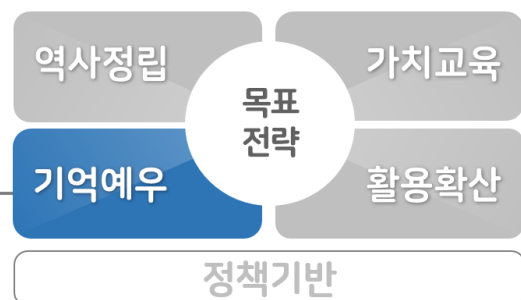 역사정립
가치교육
목표
전략
기억예우
활용확산
정책기반